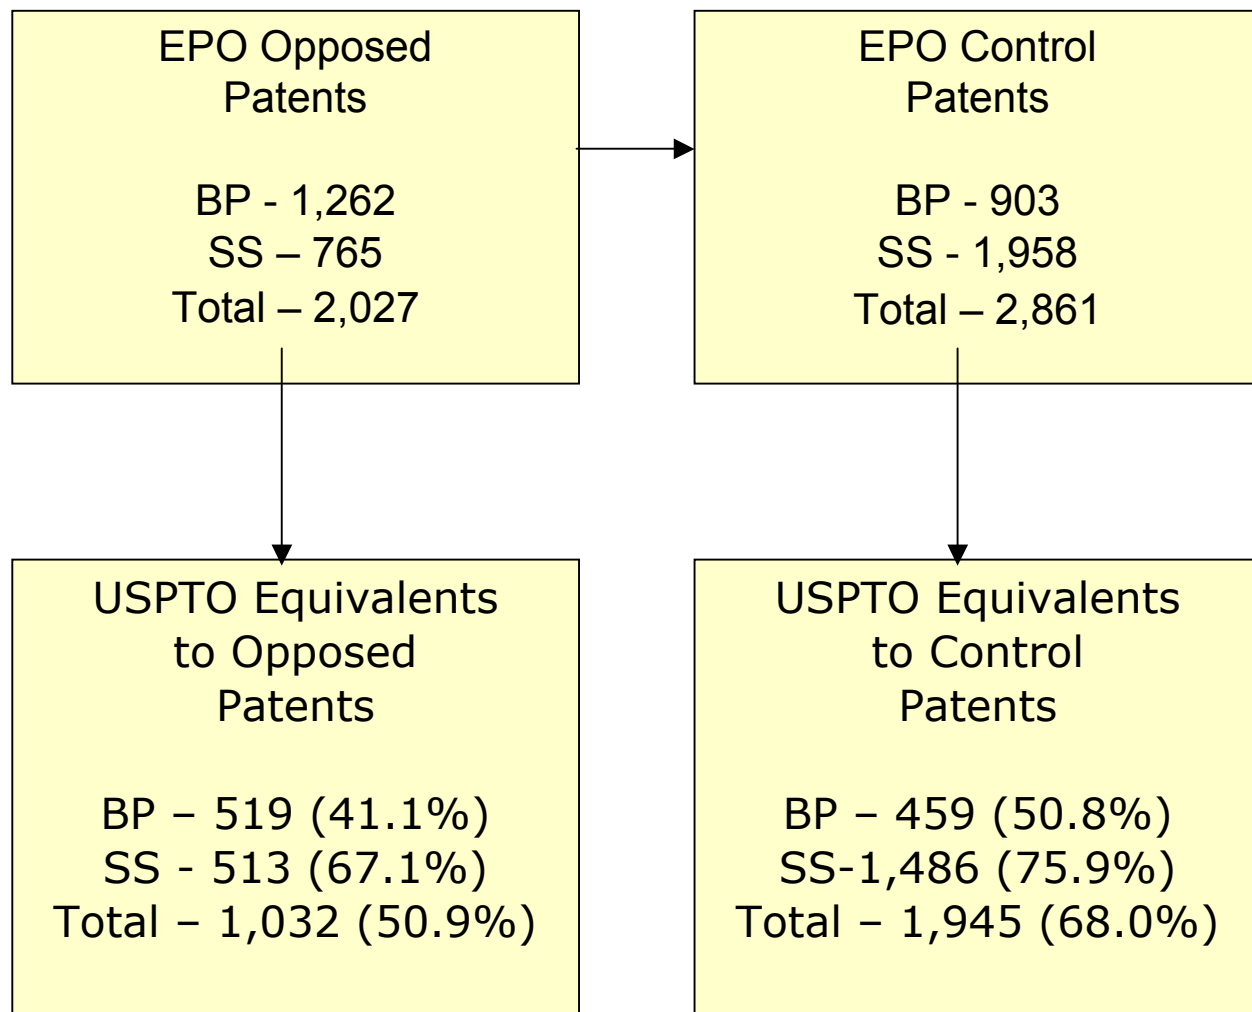 EPO Opposed
Patents
BP - 1,262
SS – 765
Total – 2,027
EPO Control
Patents
BP - 903
SS - 1,958
Total – 2,861
USPTO Equivalents
to Opposed
Patents
BP – 519 (41.1%)
SS - 513 (67.1%)
Total – 1,032 (50.9%)
USPTO Equivalents
to Control
Patents
BP – 459 (50.8%)
SS-1,486 (75.9%)
Total – 1,945 (68.0%)